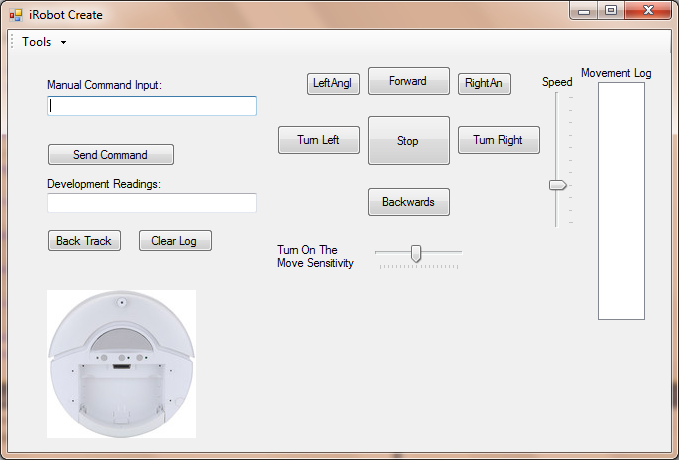 iRobot Create
Tools
Manual Command Input:
LeftAngl
Forward
RightAn
Speed
Movement Log
Send Command
Turn Left
Stop
Turn Right
Development Readings:
Backwards
Back Track
Clear Log
Turn On The
Move Sensitivity